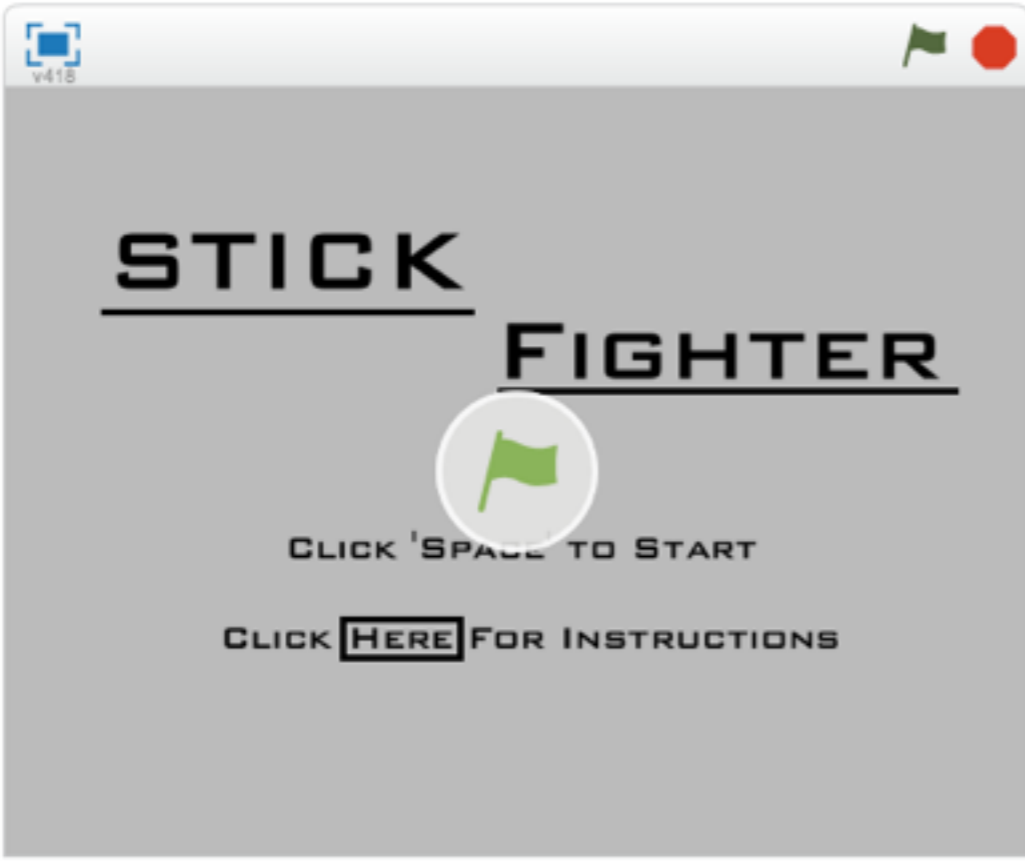 v418
STICK
FIGHTER
CLICK 'SPACE' TO START
CLICK HERE FOR INSTRUCTIONS